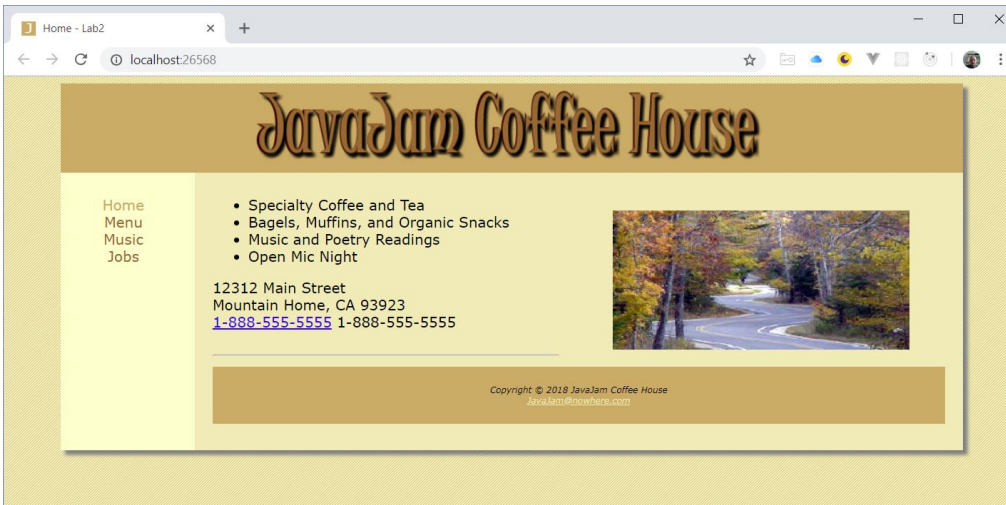 Home - Lab2
localhost:26568
JavaJam Coffee House
Home
Menu
Music
Jobs
• Specialty Coffee and Tea
• Bagels, Muffins, and Organic Snacks
• Music and Poetry Readings
• Open Mic Night
12312 Main Street
Mountain Home, CA 93923
1-888-555-5555 1-888-555-5555
Copyright © 2018 JavaJam Coffee House
JavaJam@nowhere.com